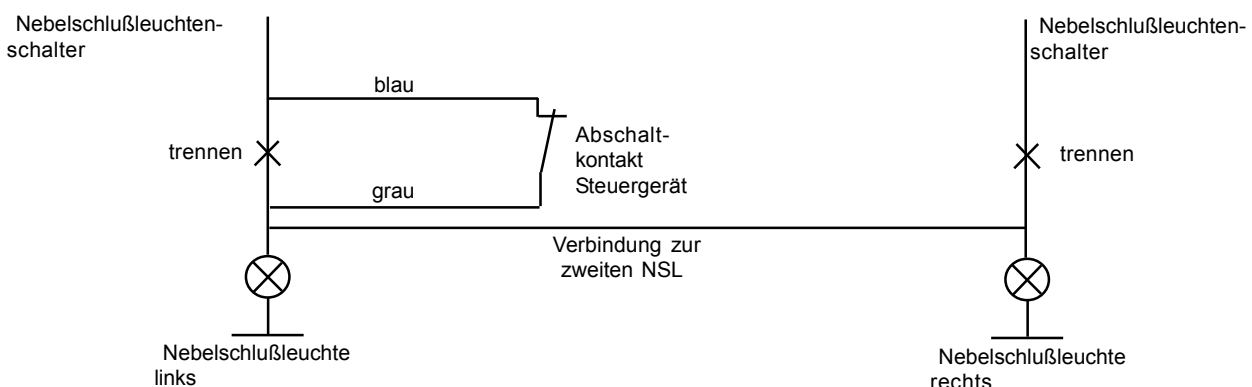 Nebelschlußleuchten-
schalter
Nebelschlußleuchten-
schalter
blau
trennen
Abschalt-
kontakt
Steuergerät
trennen
grau
Verbindung zur
zweiten NSL
Nebelschlußleuchte
links
Nebelschlußleuchte
rechts